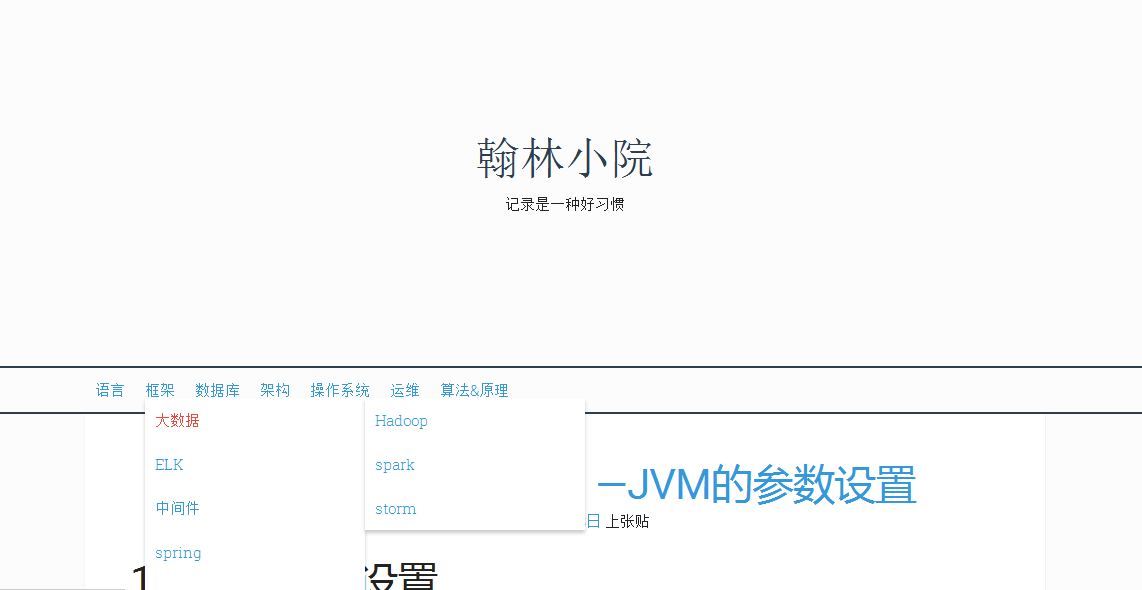 翰林小院
记录是一种好习惯
语言 框架 数据库 架构 操作系统 运维 算法&原理
大数据 Hadoop
ELK spark
—JVM的参数设置
中间件 storm
日 上张贴
spring
1 设置